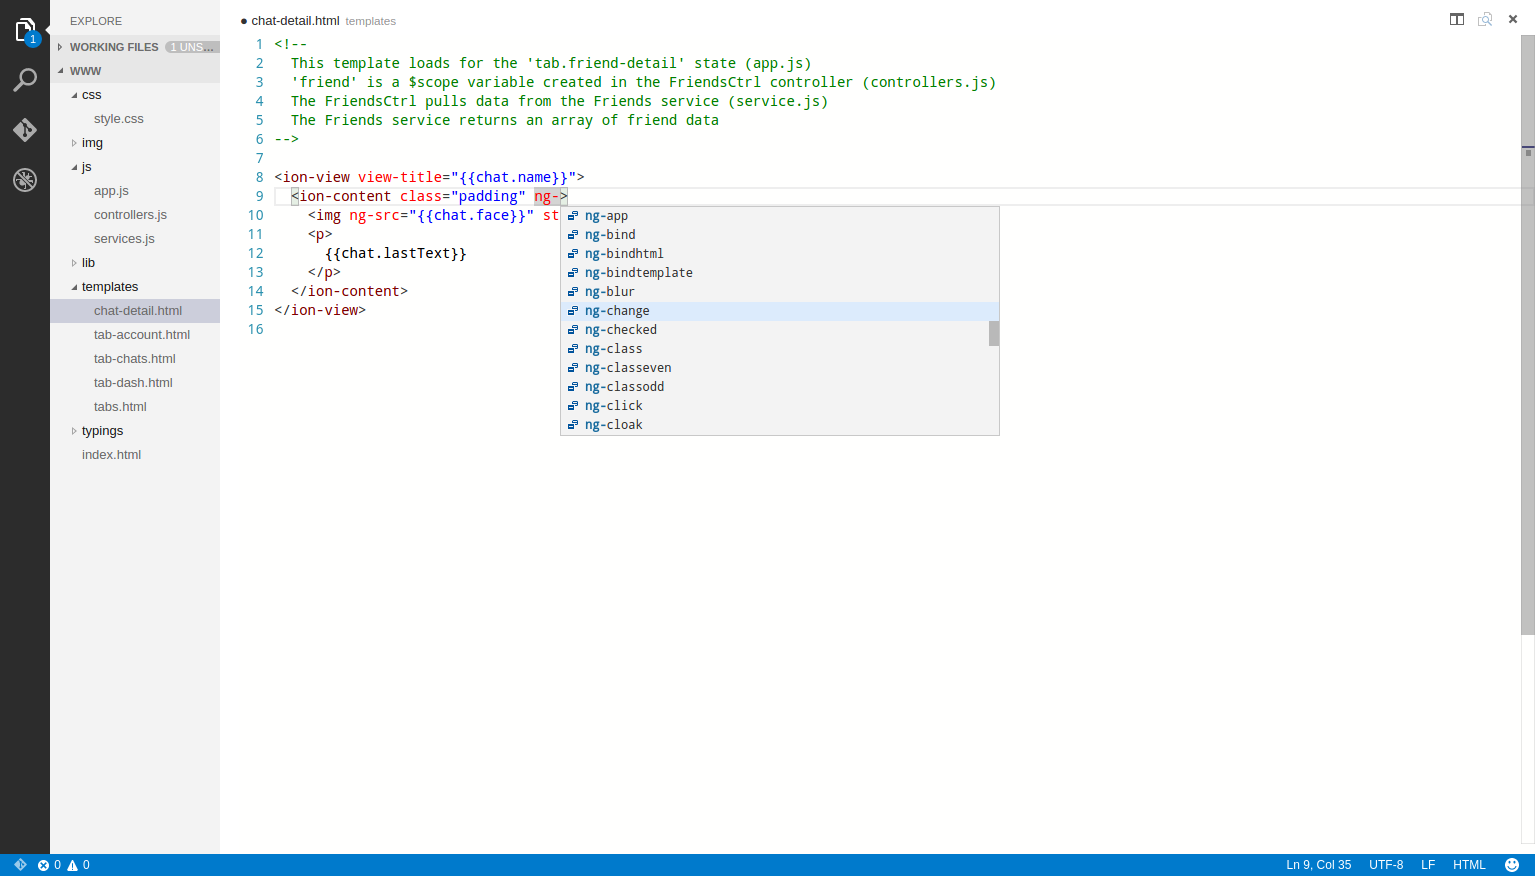 EXPLORE
1
WORKING FILES 1 UNS...
WWW
css
style.css
img
js
app.js
controllers.js
services.js
lib
templates
chat-detail.html
tab-account.html
tab-chats.html
tab-dash.html
tabs.html
typings
index.html
● chat-detail.html templates
1 <!--
2 This template loads for the 'tab.friend-detail' state (app.js)
3 'friend' is a $scope variable created in the FriendsCtrl controller (controllers.js)
4 The FriendsCtrl pulls data from the Friends service (service.js)
5 The Friends service returns an array of friend data
6 -->
7
8 <ion-view view-title="{{chat.name}}">
9 <ion-content class="padding" ng->
10 <img ng-src="{{chat.face}}" st
11 <p>
12 {{chat.lastText}}
13 </p>
14 </ion-content>
15 </ion-view>
16
ng-app
ng-bind
ng-bindhtml
ng-bindtemplate
ng-blur
ng-change
ng-checked
ng-class
ng-classeven
ng-classodd
ng-click
ng-cloak
0 0
Ln 9, Col 35 UTF-8 LF HTML